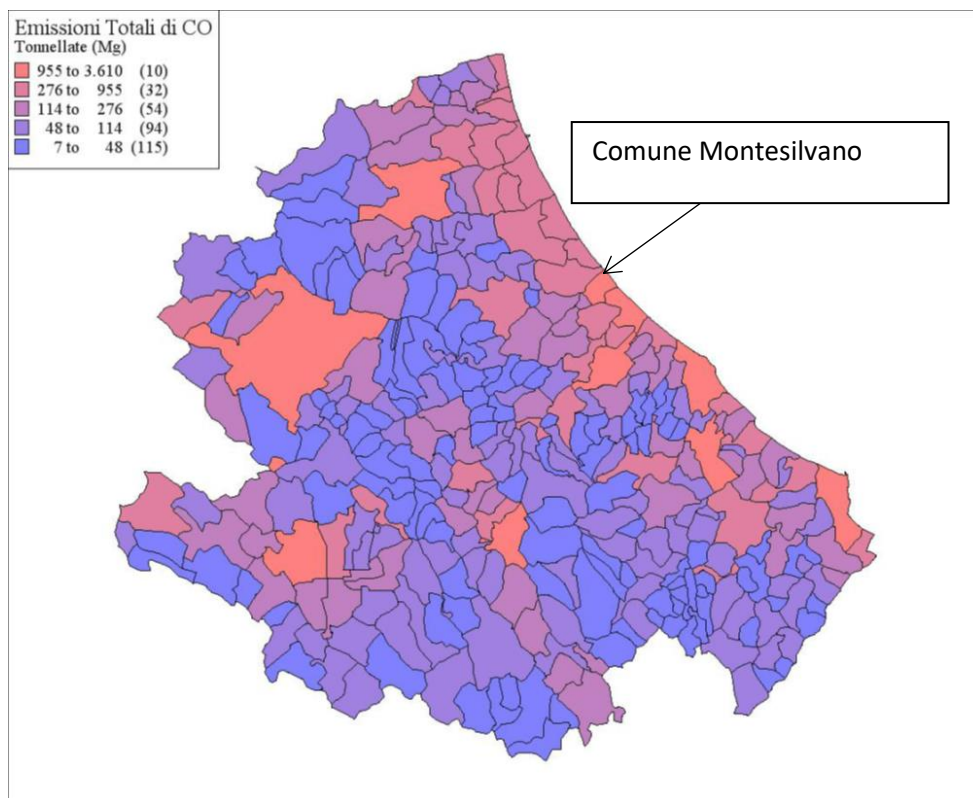 Emissioni Totali di CO
Tonnellate (Mg)
955 to 3.610 (10)
276 to 955 (32)
114 to 276 (54)
48 to 114 (94)
7 to 48 (115)
Comune Montesilvano